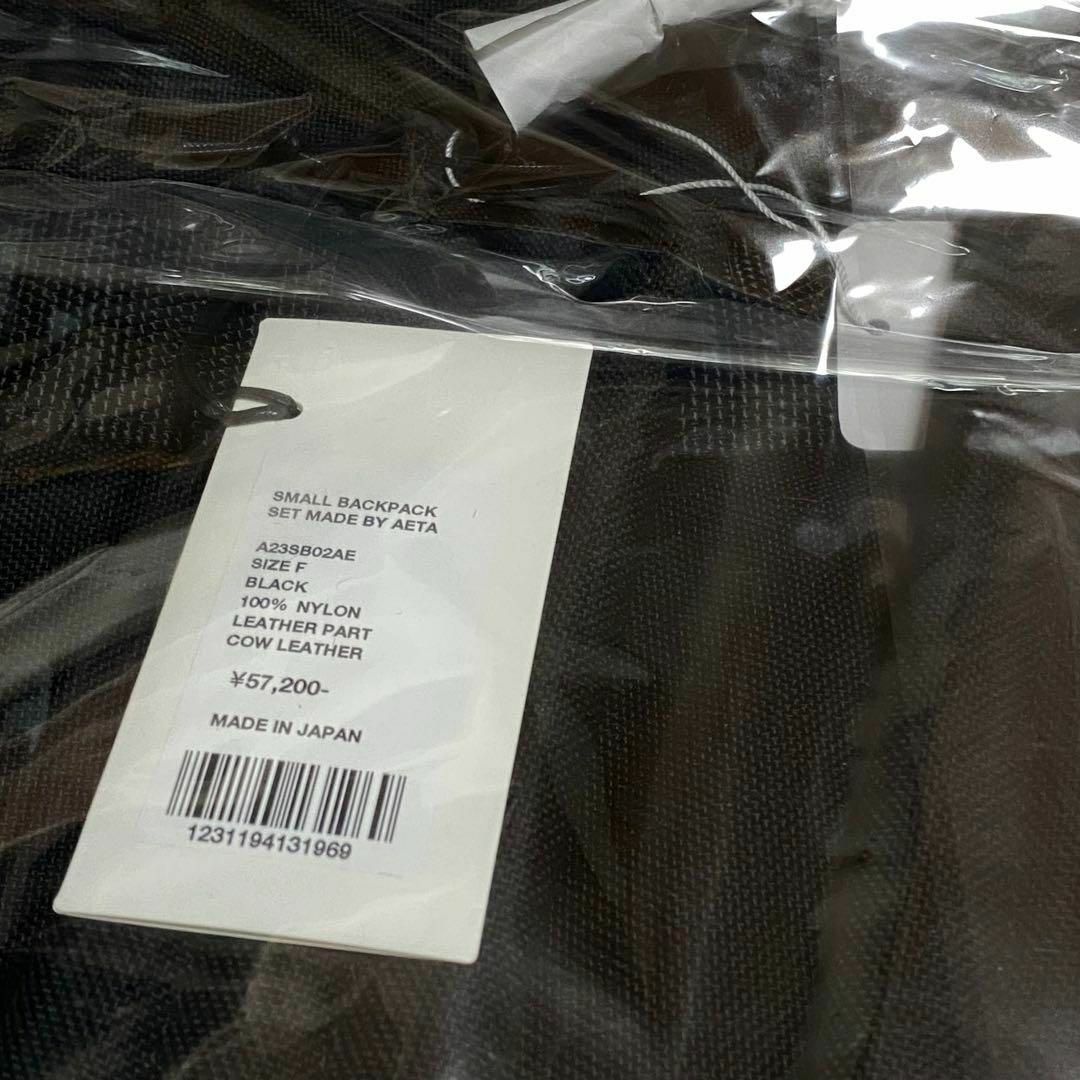 SMALL BACKPACK
SET MADE BY AETA
A23SB02AE
SIZE F
BLACK
100% NYLON
LEATHER PART
COW LEATHER
¥57,200-
MADE IN JAPAN
1231194131969